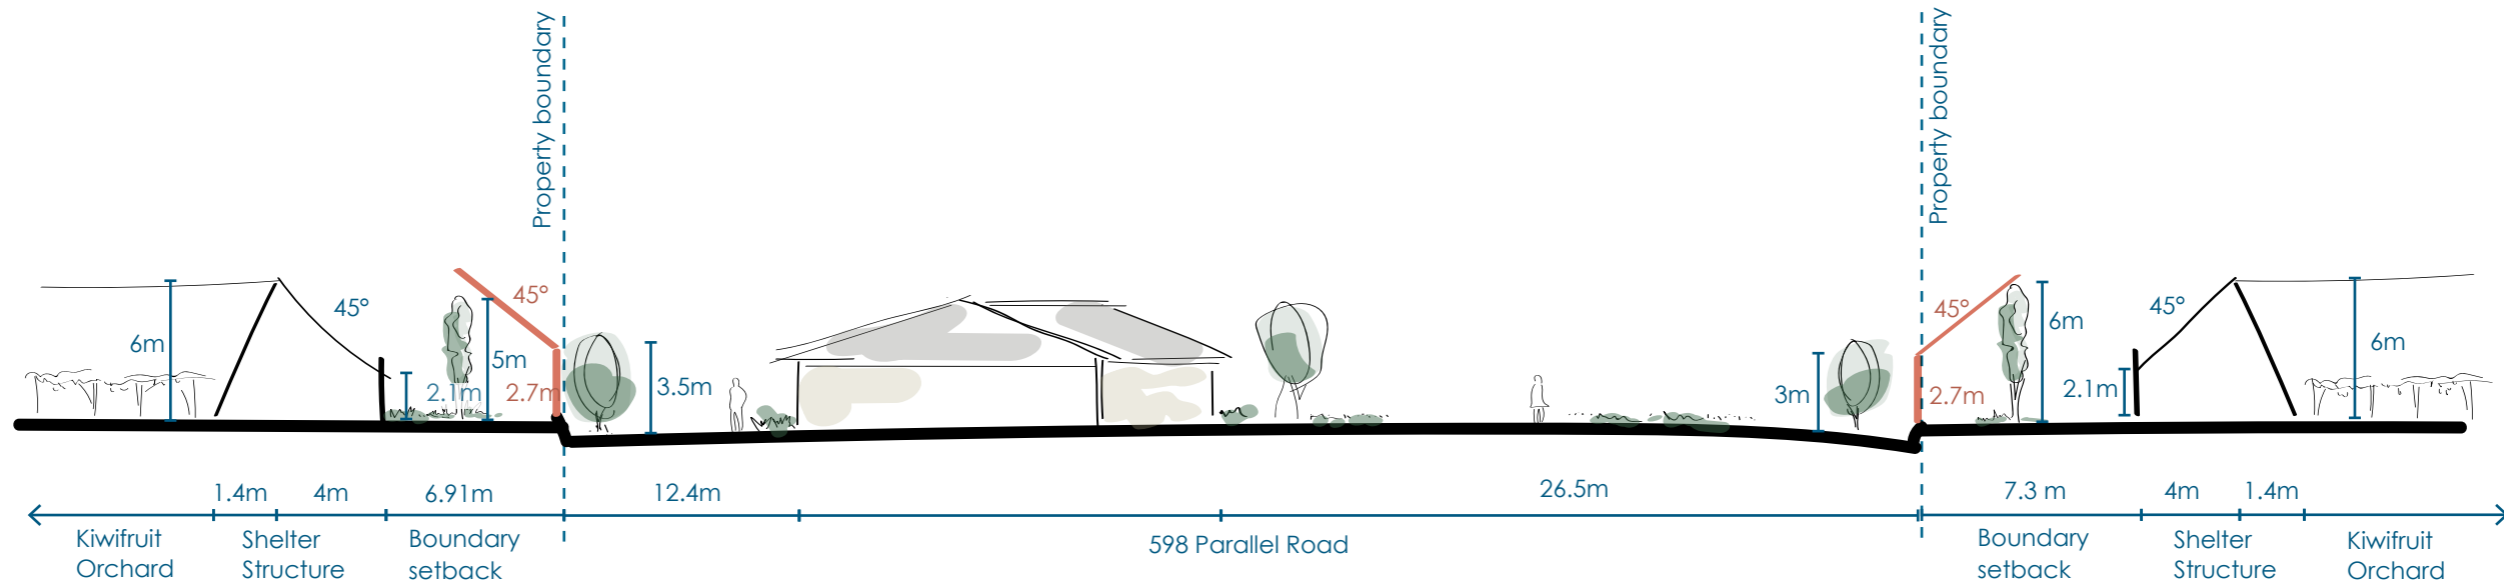 Property boundary
Property boundary
45°
45°
45°
45°
6m
5m
2.1m
2.7m
3.5m
3m
2.7m
6m
2.1m
6m
1.4m
4m
6.91m
12.4m
26.5m
7.3 m
4m
1.4m
Kiwifruit
Orchard
Shelter
Structure
Boundary
setback
598 Parallel Road
Boundary
setback
Shelter
Structure
Kiwifruit
Orchard